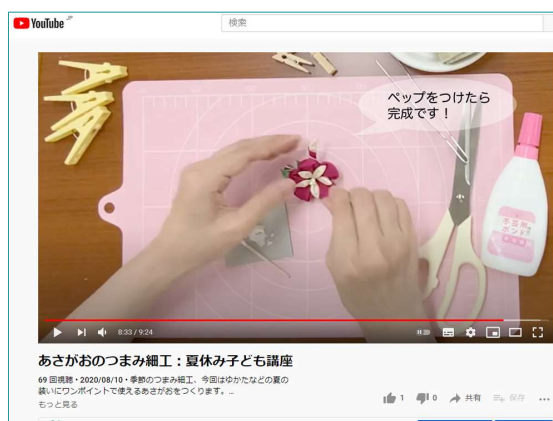 YouTube JP
検索
ペップをつけたら
完成です！
手芸用
ボンド
8:33 / 9:24
あさがおのつまみ細工：夏休み子ども講座
69 回視聴・2020/08/10・季節のつまみ細工、今回はゆかたなどの夏の
装いにワンポイントで使えるあさがおをつくります。...
もっと見る
1
0
共有
保存